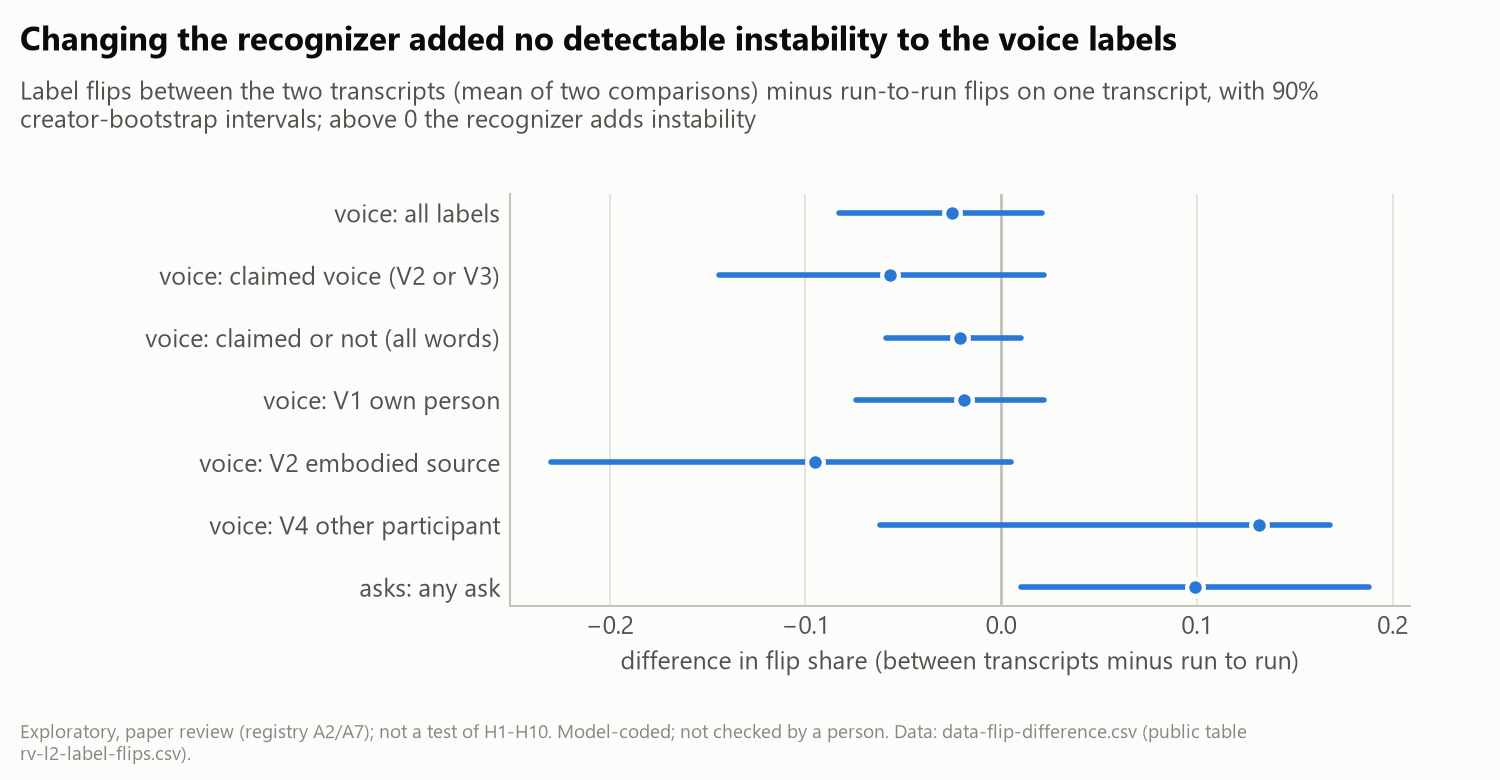 Changing the recognizer added no detectable instability to the voice labels
Label flips between the two transcripts (mean of two comparisons) minus run-to-run flips on one transcript, with 90%
creator-bootstrap intervals; above 0 the recognizer adds instability
voice: all labels
voice: claimed voice (V2 or V3)
voice: claimed or not (all words)
voice: V1 own person
voice: V2 embodied source
voice: V4 other participant
asks: any ask
−0.2 −0.1 0.0 0.1 0.2
difference in flip share (between transcripts minus run to run)
Exploratory, paper review (registry A2/A7); not a test of H1-H10. Model-coded; not checked by a person. Data: data-flip-difference.csv (public table
rv-l2-label-flips.csv).